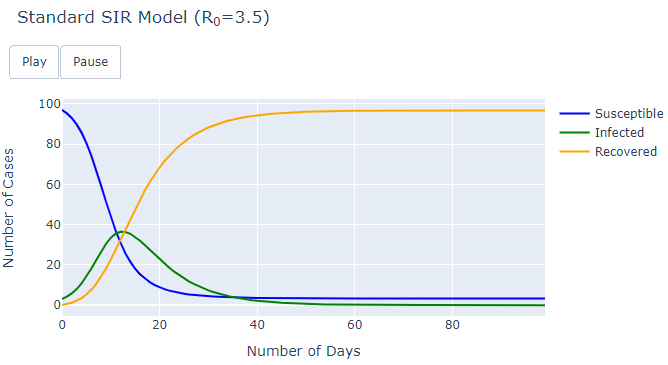 Standard SIR Model (R₀=3.5)
Play Pause
Number of Cases
100
80
60
40
20
0
0 20 40 60 80
Number of Days
Susceptible
Infected
Recovered